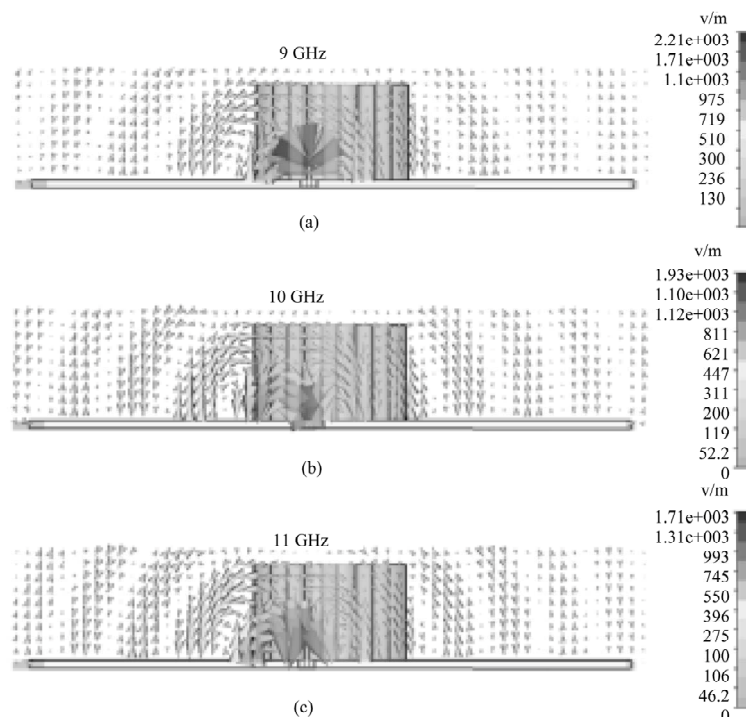 v/m
9 GHz
2.21e+003
1.71e+003
1.1e+003
975
719
510
300
236
130
(a)
v/m
10 GHz
1.93e+003
1.10e+003
1.12e+003
811
621
447
311
200
119
52.2
0
(b)
v/m
11 GHz
1.71e+003
1.31e+003
993
745
550
396
275
100
106
46.2
0
(c)